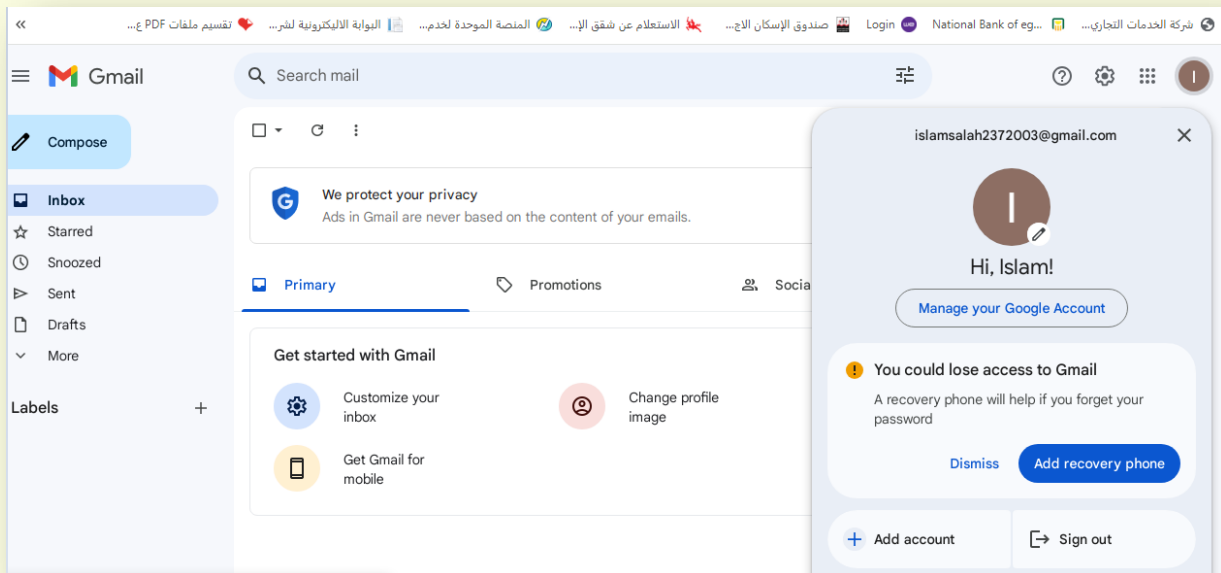 »
تقسيم ملفات PDF ع...
البوابة الاليكترونية لشر...
المنصة الموحدة لخدم...
الاستعلام عن شقق الإ...
صندوق الإسكان الاج...
Login
National Bank of eg...
شركة الخدمات التجاري...
Gmail
Search mail
I
Compose
Inbox
Starred
Snoozed
Sent
Drafts
More
Labels
We protect your privacy
Ads in Gmail are never based on the content of your emails.
Primary
Promotions
Socia
Get started with Gmail
Customize your
inbox
Change profile
image
Get Gmail for
mobile
islamsalah2372003@gmail.com
I
Hi, Islam!
Manage your Google Account
You could lose access to Gmail
A recovery phone will help if you forget your
password
Dismiss
Add recovery phone
Add account
Sign out